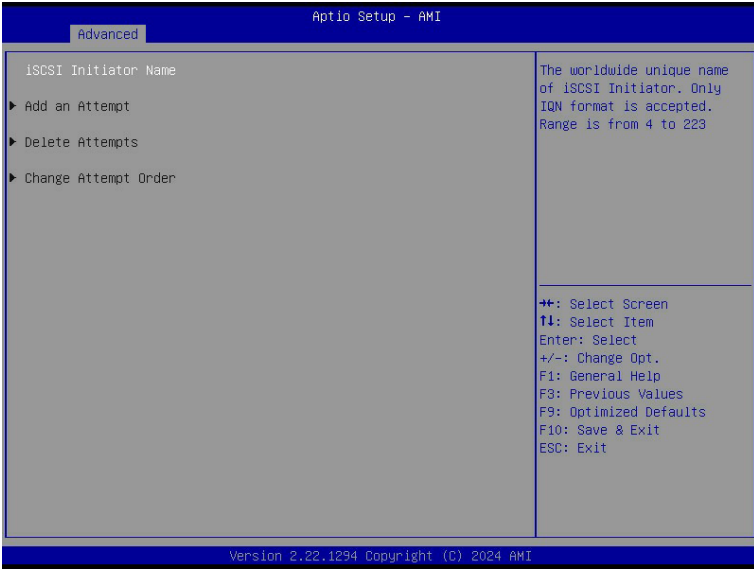 Aptio Setup - AMI
Advanced
iSCSI Initiator Name
Add an Attempt
Delete Attempts
Change Attempt Order
The worldwide unique name
of iSCSI Initiator. Only
IQN format is accepted.
Range is from 4 to 223
→←: Select Screen
↑↓: Select Item
Enter: Select
+/-: Change Opt.
F1: General Help
F3: Previous Values
F9: Optimized Defaults
F10: Save & Exit
ESC: Exit
Version 2.22.1294 Copyright (C) 2024 AMI